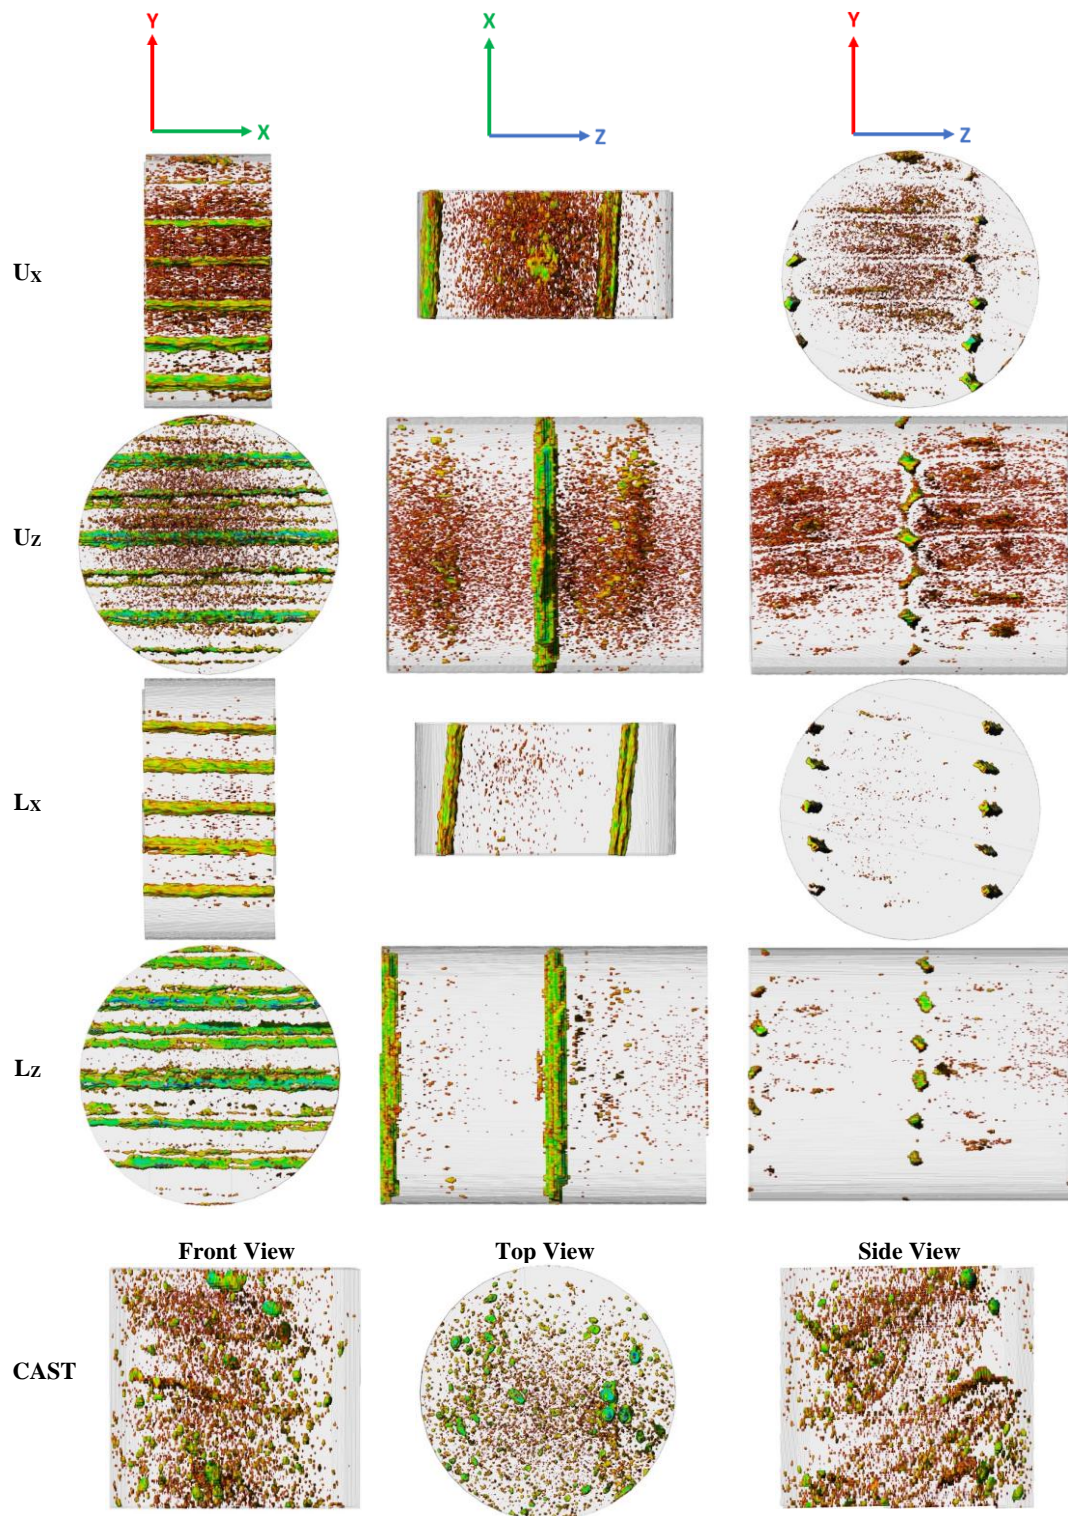 Y X Y
X Z Z
Ux
Uz
Lx
Lz
Front View Top View Side View
CAST